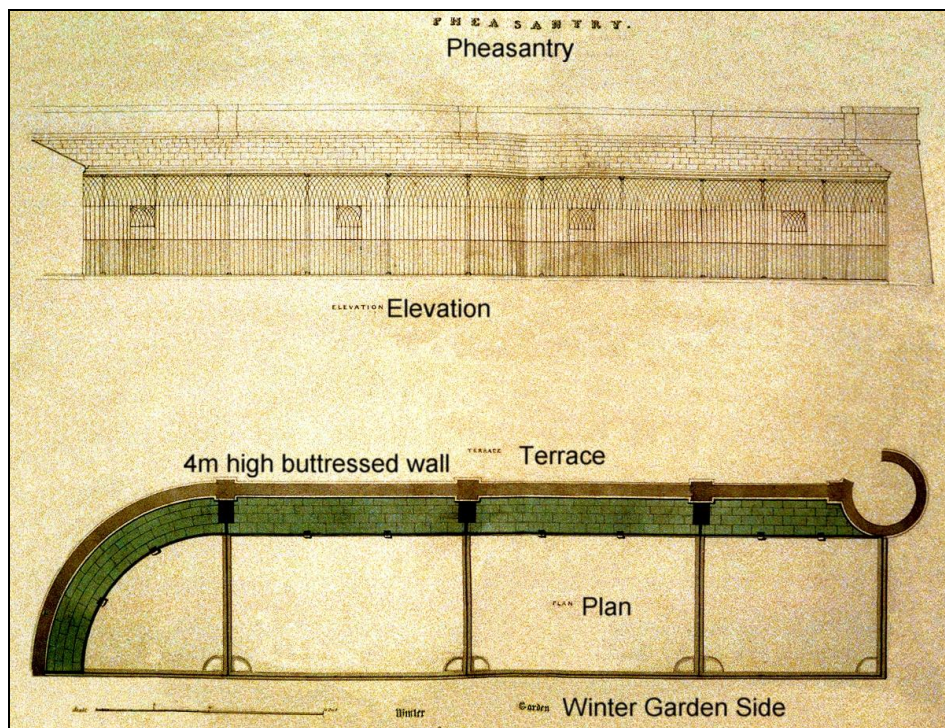 PHEASANTRY.
Pheasantry
ELEVATION Elevation
4m high buttressed wall
TERRACE Terrace
PLAN Plan
Winter Garden Winter Garden Side